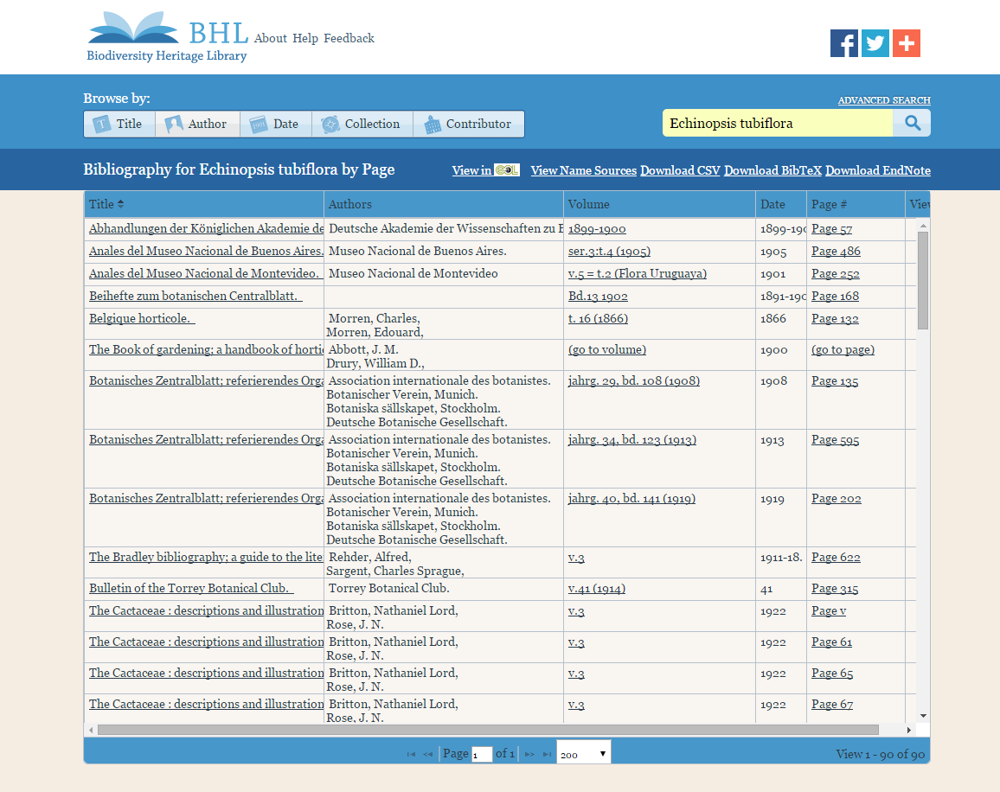 BHL About Help Feedback
Biodiversity Heritage Library
Browse by:
ADVANCED SEARCH
Title Author Date Collection Contributor
Echinopsis tubiflora
Bibliography for Echinopsis tubiflora by Page View in EOL View Name Sources Download CSV Download BibTeX Download EndNote
Title Authors Volume Date Page # View
Abhandlungen der Königlichen Akademie de Deutsche Akademie der Wissenschaften zu B 1899-1900 1899-190 Page 57
Anales del Museo Nacional de Buenos Aires. Museo Nacional de Buenos Aires. ser.3:t.4 (1905) 1905 Page 486
Anales del Museo Nacional de Montevideo. Museo Nacional de Montevideo v.5 = t.2 (Flora Uruguaya) 1901 Page 252
Beihefte zum botanischen Centralblatt. Bd.13 1902 1891-190 Page 168
Belgique horticole. Morren, Charles, t. 16 (1866) 1866 Page 132
Morren, Edouard,
The Book of gardening; a handbook of horti Abbott, J. M. (go to volume) 1900 (go to page)
Drury, William D.,
Botanisches Zentralblatt; referierendes Orga Association internationale des botanistes. jahrg. 29, bd. 108 (1908) 1908 Page 135
Botanischer Verein, Munich.
Botaniska sällskapet, Stockholm.
Deutsche Botanische Gesellschaft.
Botanisches Zentralblatt; referierendes Orga Association internationale des botanistes. jahrg. 34, bd. 123 (1913) 1913 Page 595
Botanischer Verein, Munich.
Botaniska sällskapet, Stockholm.
Deutsche Botanische Gesellschaft.
Botanisches Zentralblatt; referierendes Orga Association internationale des botanistes. jahrg. 40, bd. 141 (1919) 1919 Page 202
Botanischer Verein, Munich.
Botaniska sällskapet, Stockholm.
Deutsche Botanische Gesellschaft.
The Bradley bibliography; a guide to the lite Rehder, Alfred, v.3 1911-18. Page 622
Sargent, Charles Sprague,
Bulletin of the Torrey Botanical Club. Torrey Botanical Club. v.41 (1914) 41 Page 315
The Cactaceae : descriptions and illustration Britton, Nathaniel Lord, v.3 1922 Page v
Rose, J. N.
The Cactaceae : descriptions and illustration Britton, Nathaniel Lord, v.3 1922 Page 61
Rose, J. N.
The Cactaceae : descriptions and illustration Britton, Nathaniel Lord, v.3 1922 Page 65
Rose, J. N.
The Cactaceae : descriptions and illustration Britton, Nathaniel Lord, v.3 1922 Page 67
Rose, J. N.
Page 1 of 1 200 View 1 - 90 of 90